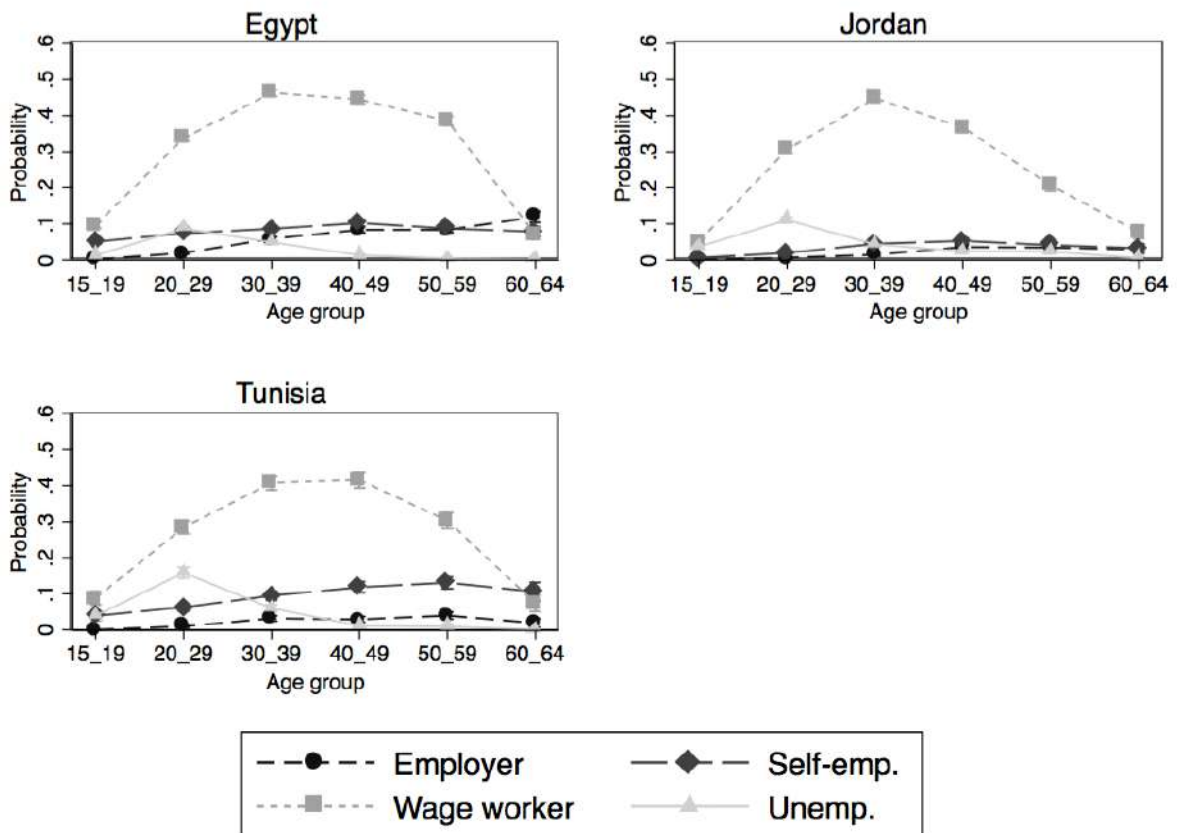 Egypt
Probability
.6
.5
.4
.3
.2
.1
0
15_19 20_29 30_39 40_49 50_59 60_64
Age group
Jordan
Probability
.6
.5
.4
.3
.2
.1
0
15_19 20_29 30_39 40_49 50_59 60_64
Age group
Tunisia
Probability
.6
.5
.4
.3
.2
.1
0
15_19 20_29 30_39 40_49 50_59 60_64
Age group
Employer Self-emp.
Wage worker Unemp.